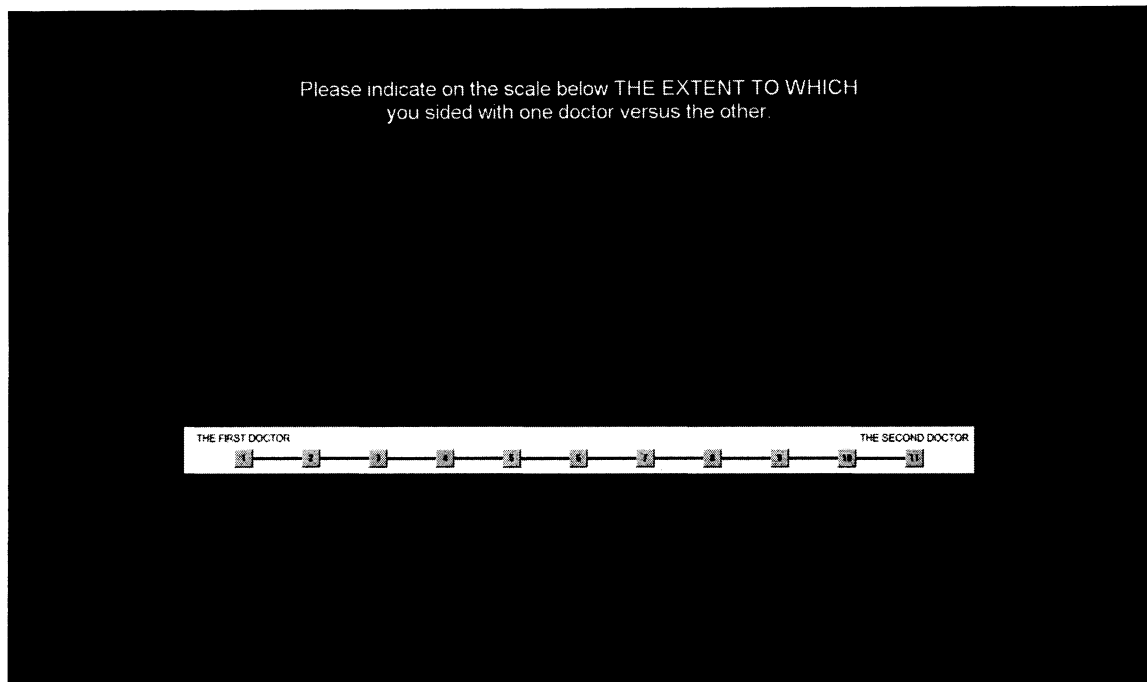 Please indicate on the scale below THE EXTENT TO WHICH
you sided with one doctor versus the other.
THE FIRST DOCTOR THE SECOND DOCTOR
1 2 3 4 5 6 7 8 9 10 11